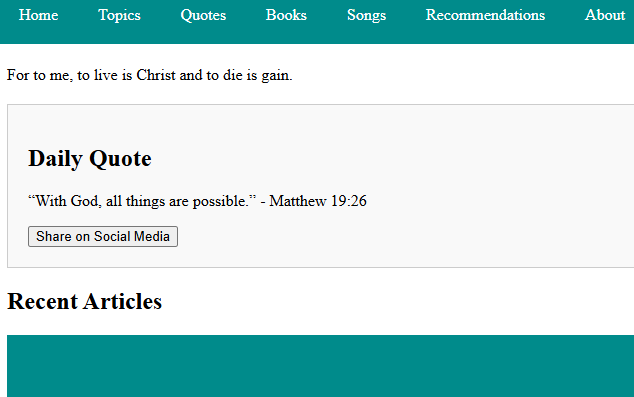 Home Topics Quotes Books Songs Recommendations About
For to me, to live is Christ and to die is gain.
Daily Quote
“With God, all things are possible.” - Matthew 19:26
Share on Social Media
Recent Articles